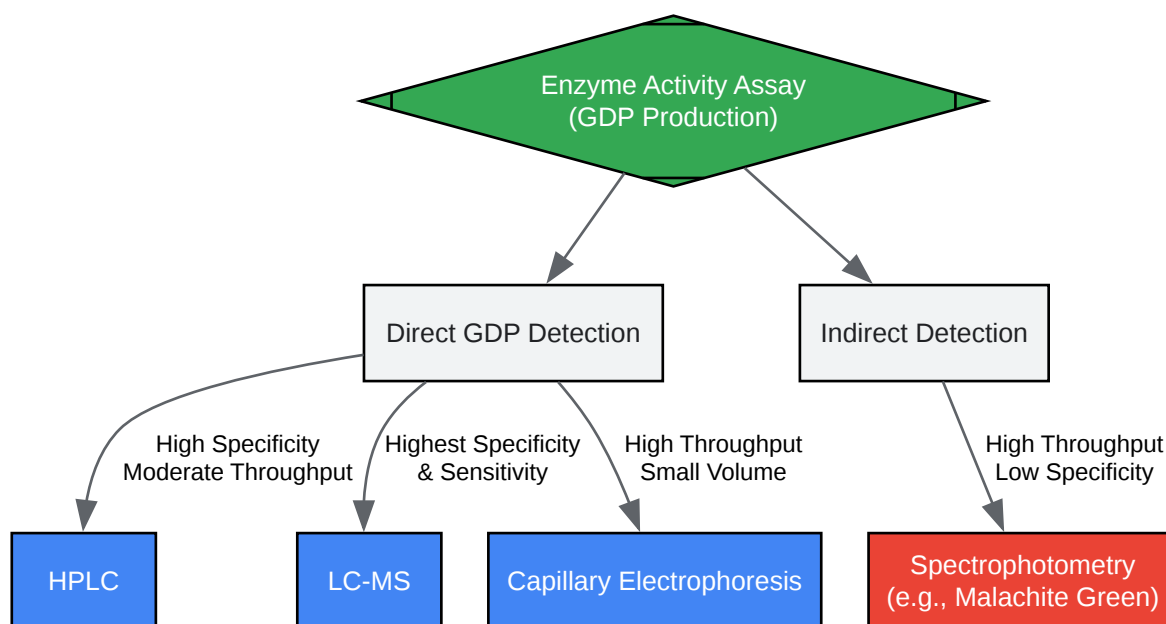 Enzyme Activity Assay
(GDP Production)
Direct GDP Detection
Indirect Detection
High Specificity
Moderate Throughput
Highest Specificity
& Sensitivity
High Throughput
Small Volume
High Throughput
Low Specificity
HPLC
LC-MS
Capillary Electrophoresis
Spectrophotometry
(e.g., Malachite Green)